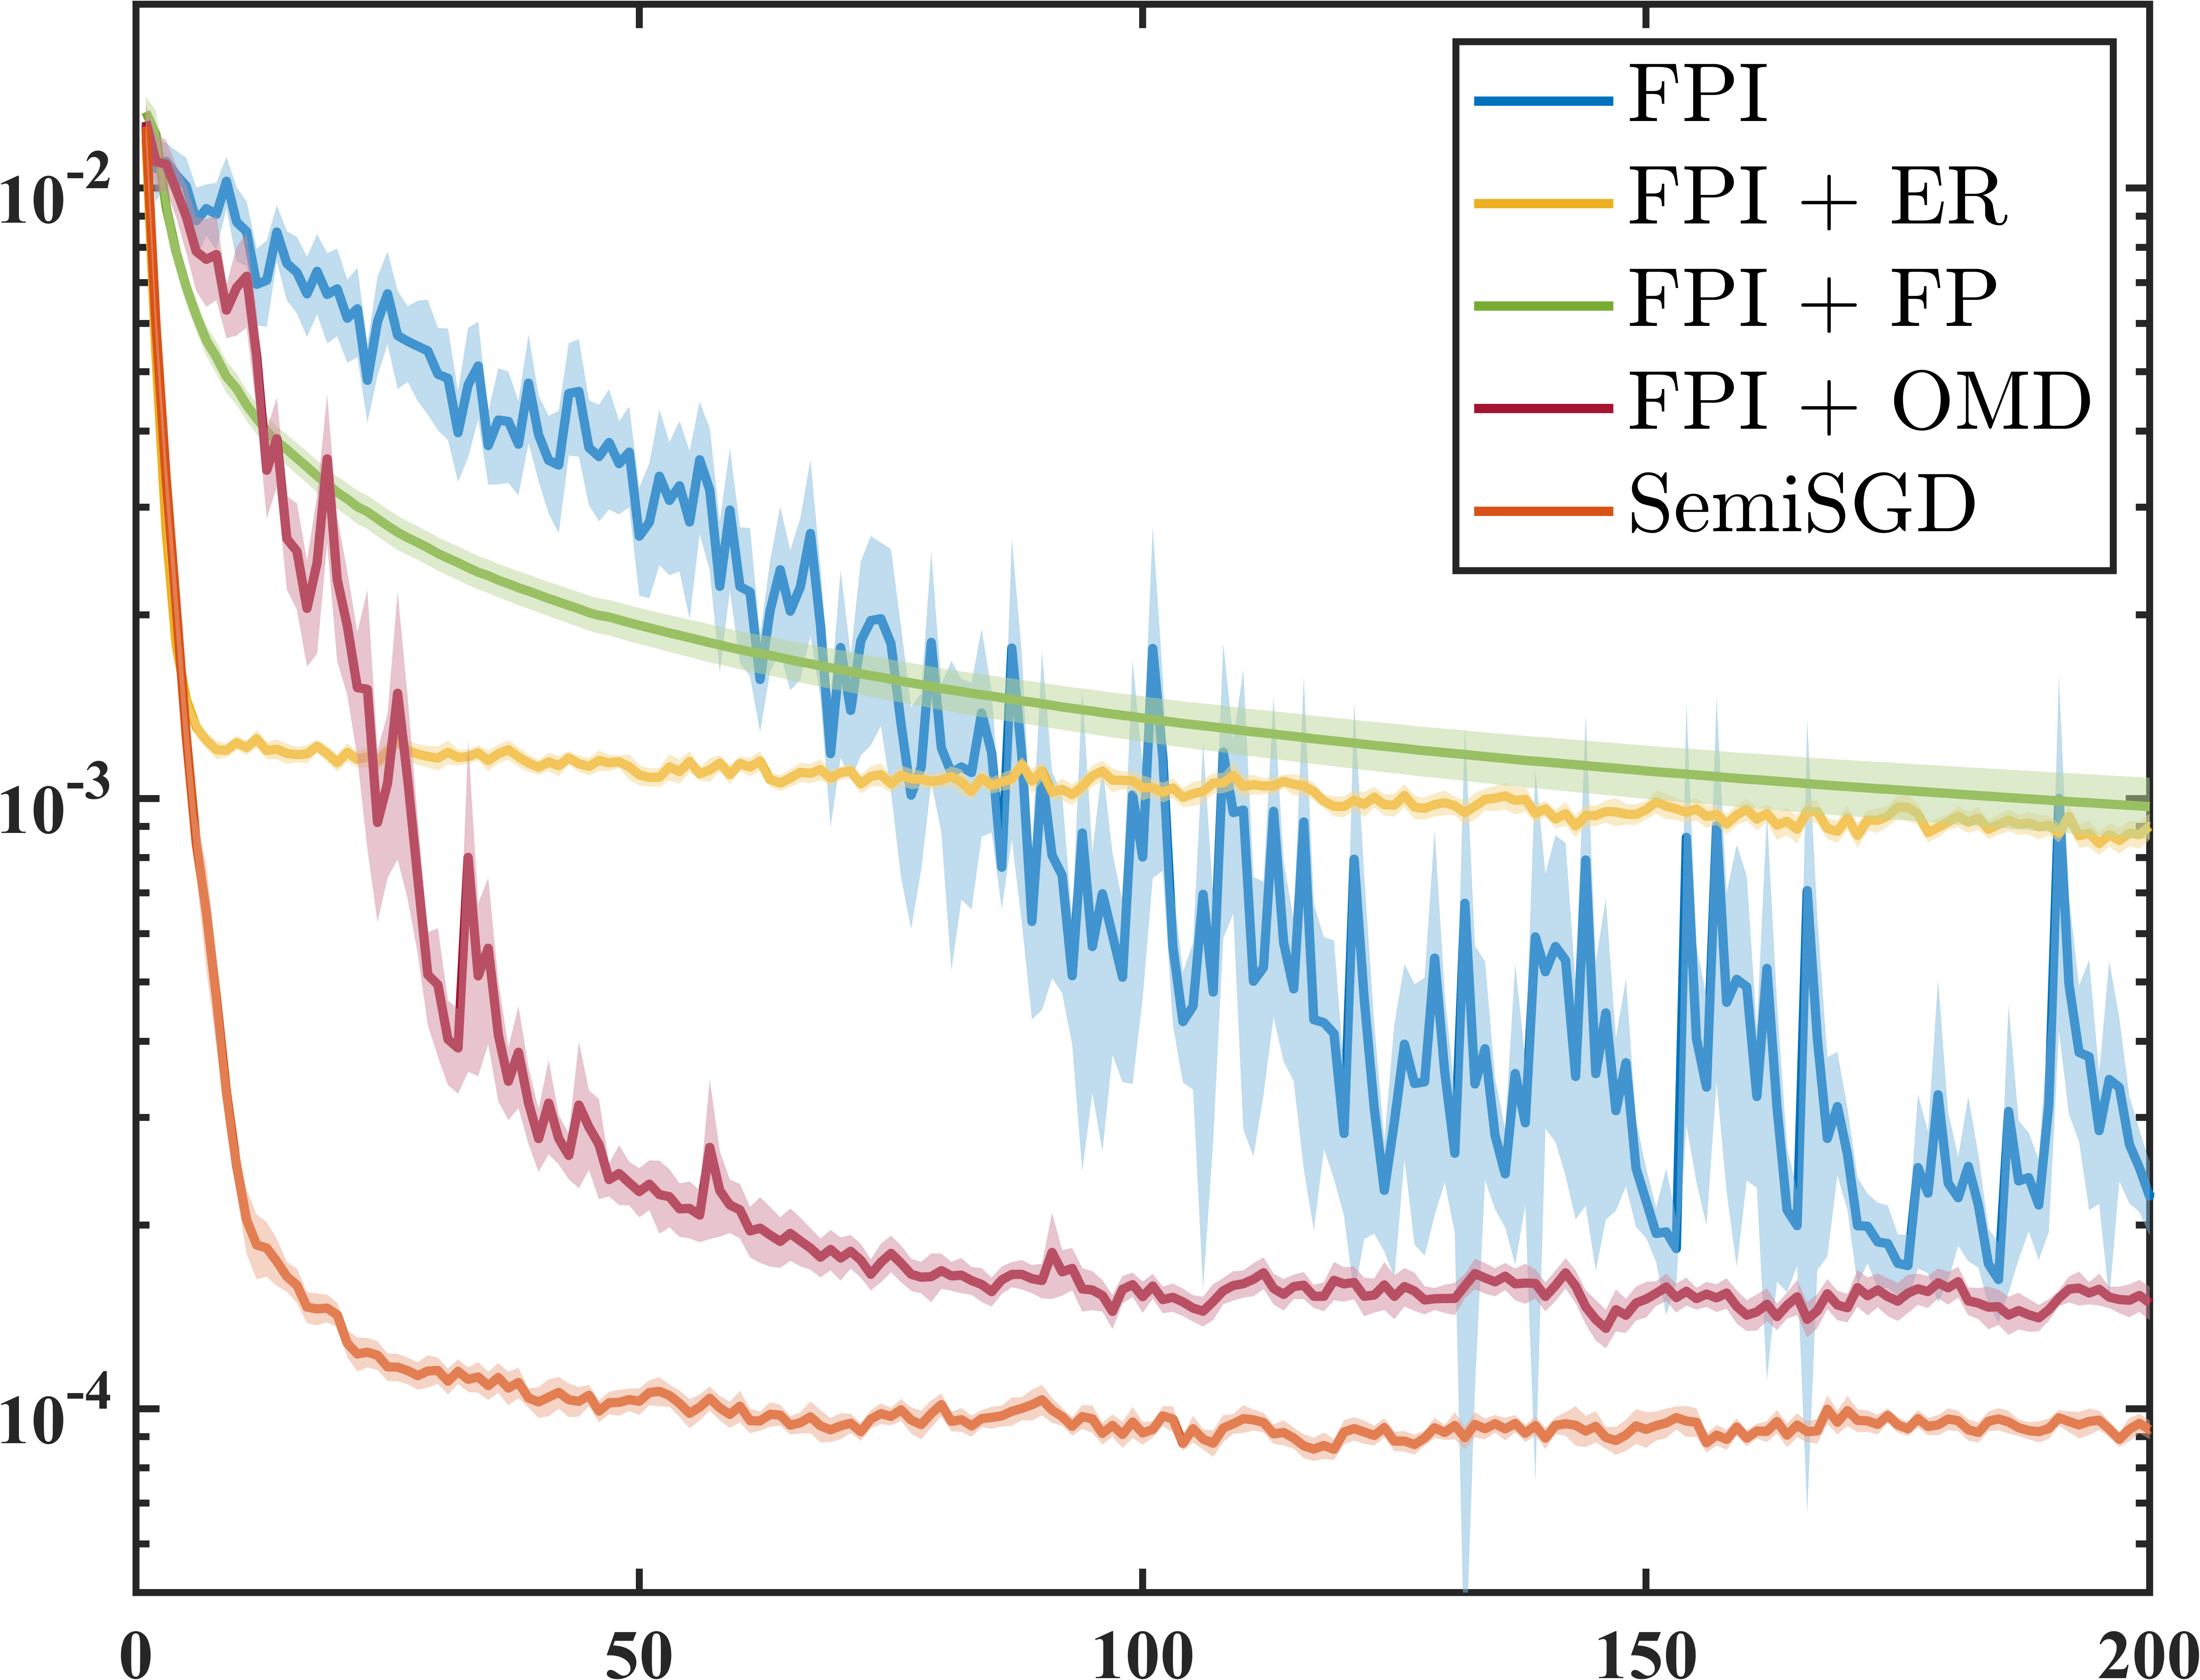 FPI
FPI + ER
FPI + FP
FPI + OMD
SemiSGD
10^-2
10^-3
10^-4
0 50 100 150 200